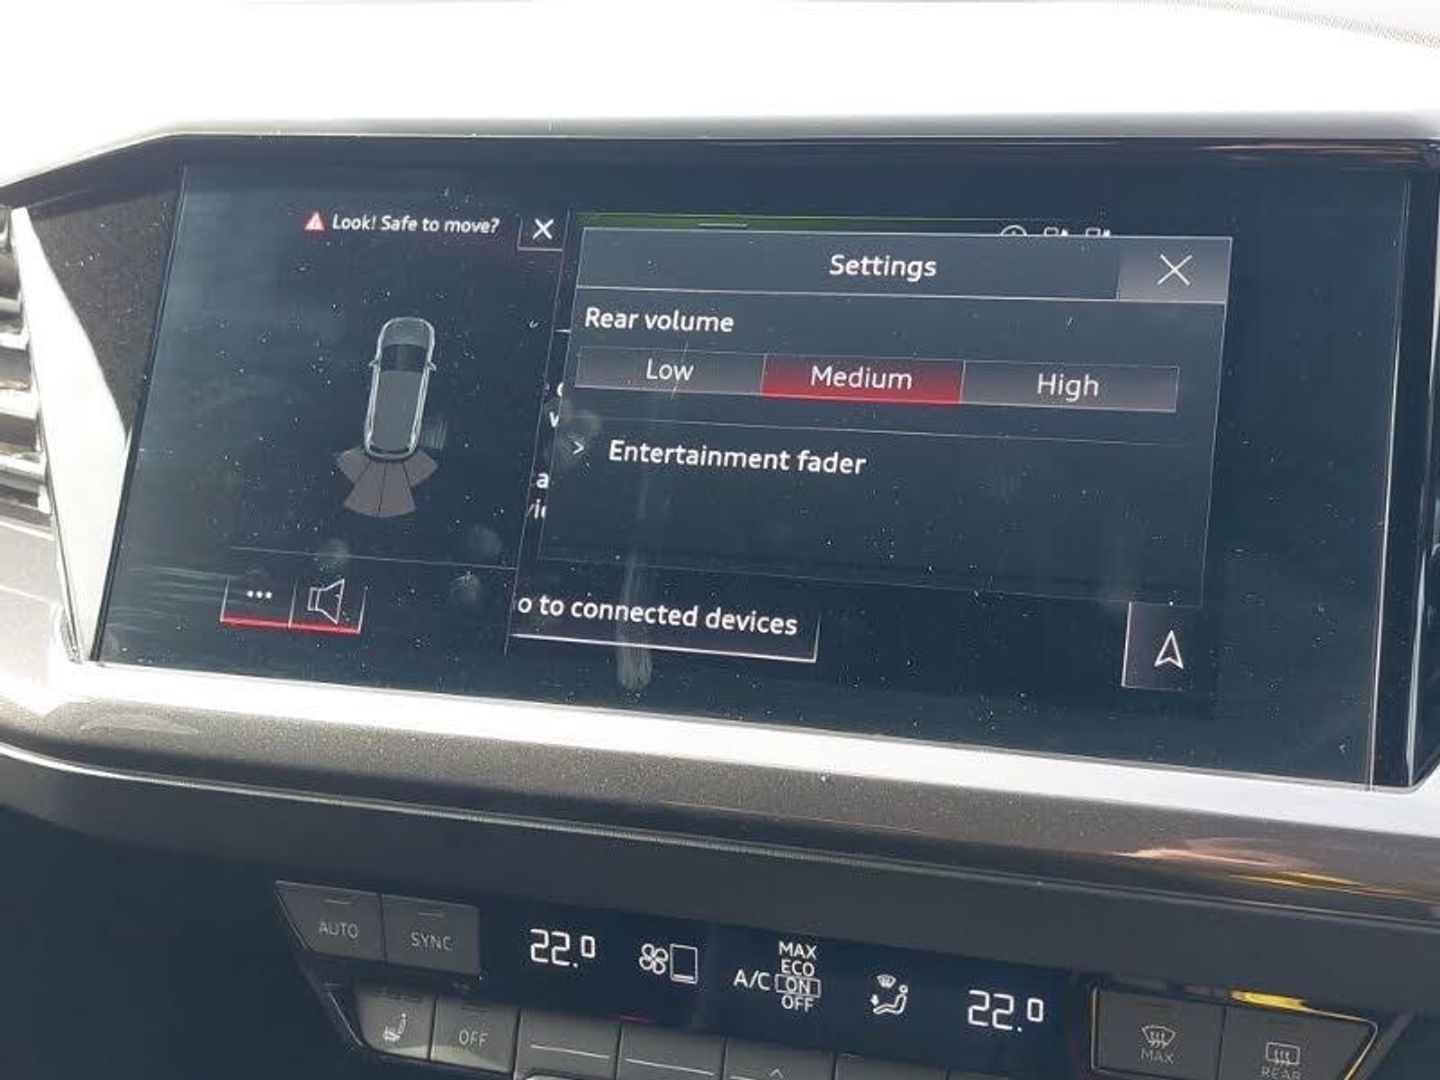 Look! Safe to move?
Settings
Rear volume
Low Medium High
Entertainment fader
o to connected devices
AUTO
SYNC
22.0
A/C
MAX
ECO
ON
OFF
22.0
OFF
MAX
REAR